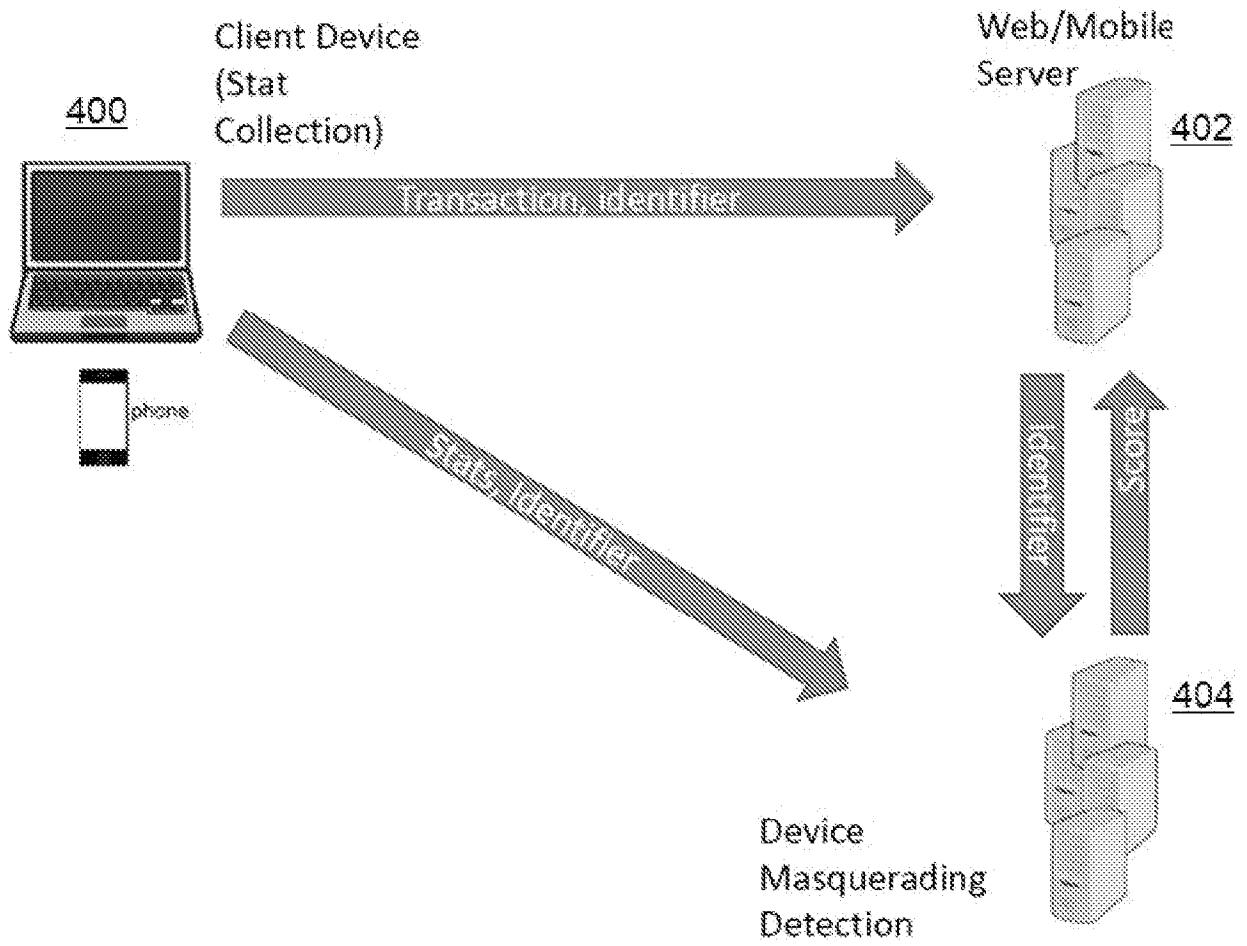 Client Device
(Stat
Collection)
400
Web/Mobile
Server
402
Transaction, identifier
phone
Stats, Identifier
Identifier
Score
404
Device
Masquerading
Detection